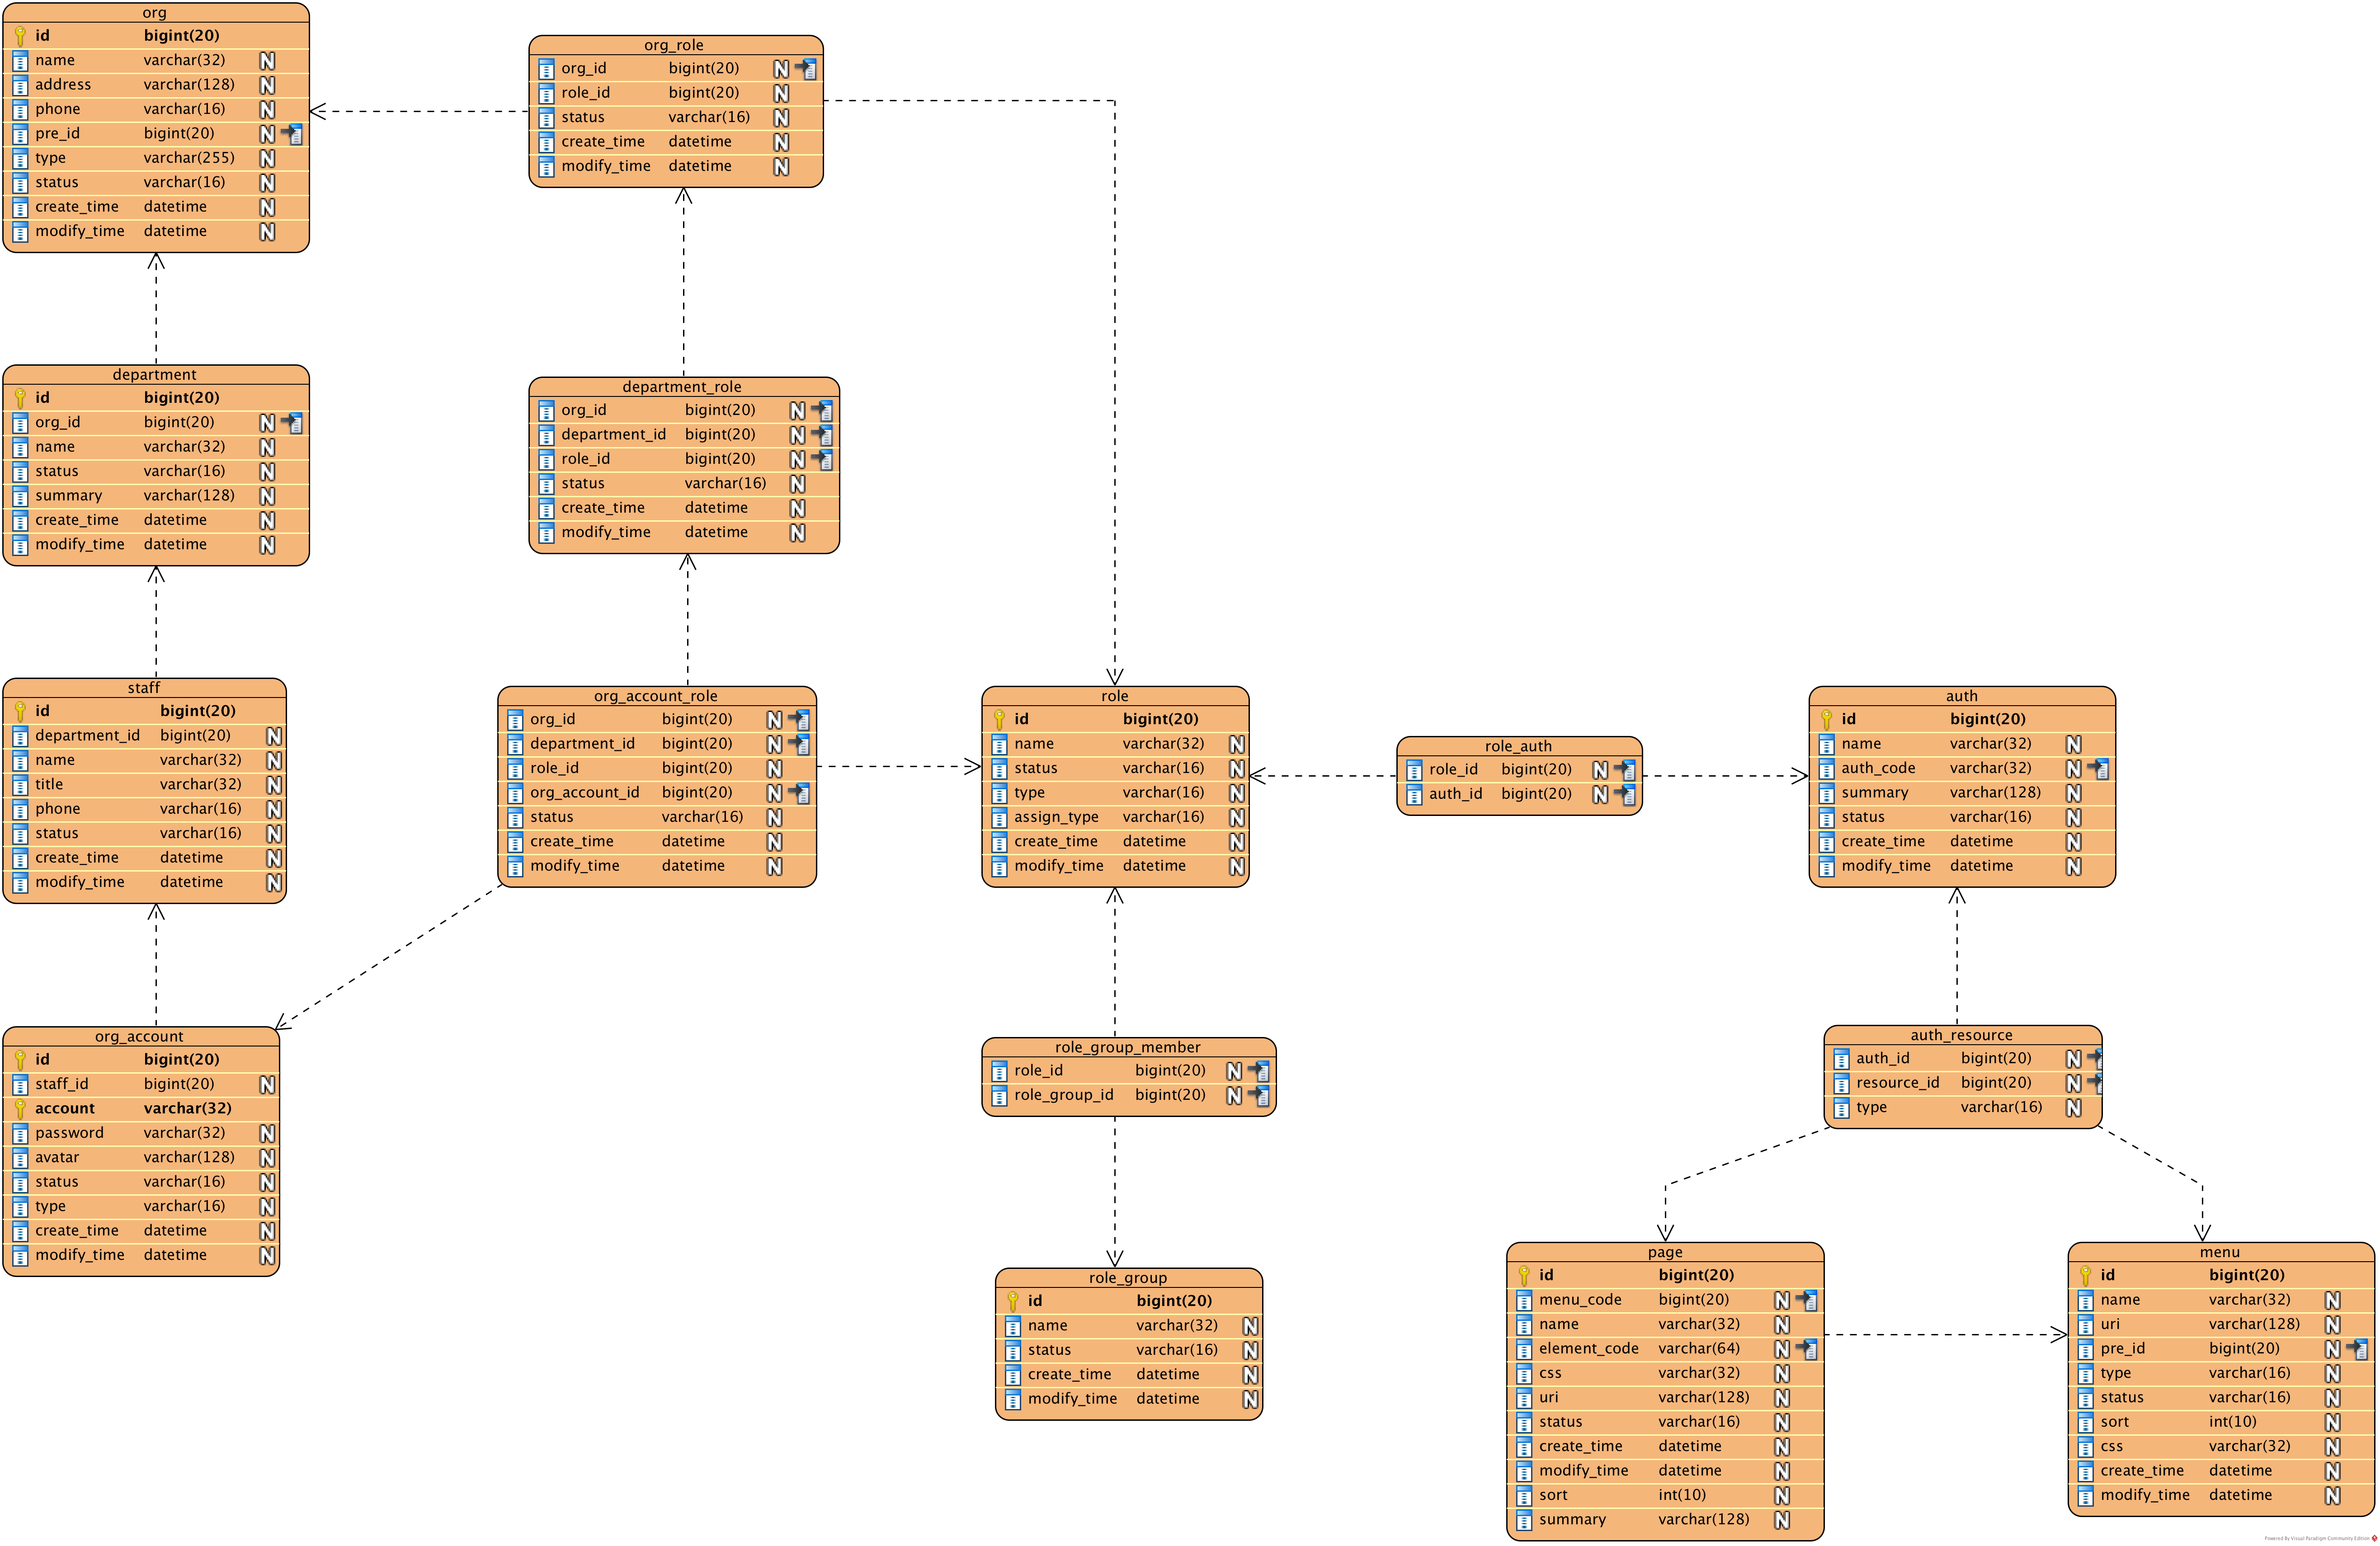 org
id bigint(20)
name varchar(32) N
address varchar(128) N
phone varchar(16) N
pre_id bigint(20) N
type varchar(255) N
status varchar(16) N
create_time datetime N
modify_time datetime N
org_role
org_id bigint(20) N
role_id bigint(20) N
status varchar(16) N
create_time datetime N
modify_time datetime N
department
id bigint(20)
org_id bigint(20) N
name varchar(32) N
status varchar(16) N
summary varchar(128) N
create_time datetime N
modify_time datetime N
department_role
org_id bigint(20) N
department_id bigint(20) N
role_id bigint(20) N
status varchar(16) N
create_time datetime N
modify_time datetime N
staff
id bigint(20)
department_id bigint(20) N
name varchar(32) N
title varchar(32) N
phone varchar(16) N
status varchar(16) N
create_time datetime N
modify_time datetime N
org_account_role
org_id bigint(20) N
department_id bigint(20) N
role_id bigint(20) N
org_account_id bigint(20) N
status varchar(16) N
create_time datetime N
modify_time datetime N
role
id bigint(20)
name varchar(32) N
status varchar(16) N
type varchar(16) N
assign_type varchar(16) N
create_time datetime N
modify_time datetime N
role_auth
role_id bigint(20) N
auth_id bigint(20) N
auth
id bigint(20)
name varchar(32) N
auth_code varchar(32) N
summary varchar(128) N
status varchar(16) N
create_time datetime N
modify_time datetime N
org_account
id bigint(20)
staff_id bigint(20) N
account varchar(32)
password varchar(32) N
avatar varchar(128) N
status varchar(16) N
type varchar(16) N
create_time datetime N
modify_time datetime N
role_group_member
role_id bigint(20) N
role_group_id bigint(20) N
auth_resource
auth_id bigint(20) N
resource_id bigint(20) N
type varchar(16) N
role_group
id bigint(20)
name varchar(32) N
status varchar(16) N
create_time datetime N
modify_time datetime N
page
id bigint(20)
menu_code bigint(20) N
name varchar(32) N
element_code varchar(64) N
css varchar(32) N
uri varchar(128) N
status varchar(16) N
create_time datetime N
modify_time datetime N
sort int(10) N
summary varchar(128) N
menu
id bigint(20)
name varchar(32) N
uri varchar(128) N
pre_id bigint(20) N
type varchar(16) N
status varchar(16) N
sort int(10) N
css varchar(32) N
create_time datetime N
modify_time datetime N
Powered By Visual Paradigm Community Edition